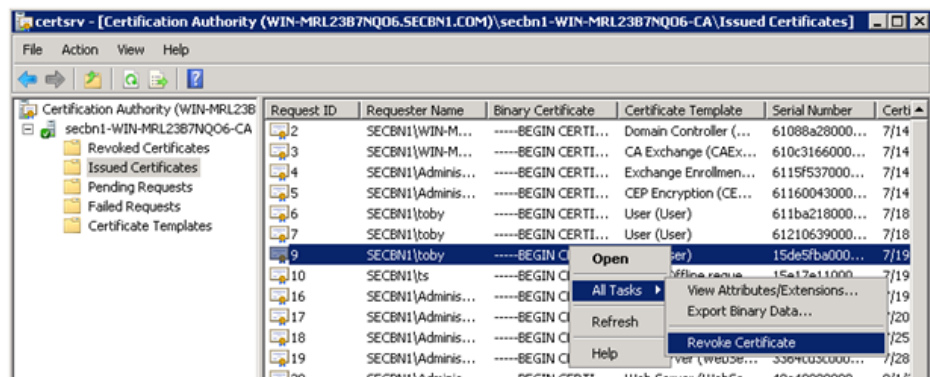 certsrv - [Certification Authority (WIN-MRL23B7NQO6.SECBN1.COM)\secbn1-WIN-MRL23B7NQO6-CA\Issued Certificates]
File Action View Help
Certification Authority (WIN-MRL23B
secbn1-WIN-MRL23B7NQO6-CA
Revoked Certificates
Issued Certificates
Pending Requests
Failed Requests
Certificate Templates
Request ID Requester Name Binary Certificate Certificate Template Serial Number Certi
2 SECBN1\WIN-M... -----BEGIN CERTI... Domain Controller (... 61088a28000... 7/14
3 SECBN1\WIN-M... -----BEGIN CERTI... CA Exchange (CAEx... 610c3166000... 7/14
4 SECBN1\Adminis... -----BEGIN CERTI... Exchange Enrollmen... 6115f537000... 7/14
5 SECBN1\Adminis... -----BEGIN CERTI... CEP Encryption (CE... 61160043000... 7/14
6 SECBN1\toby -----BEGIN CERTI... User (User) 611ba218000... 7/18
7 SECBN1\toby -----BEGIN CERTI... User (User) 61210639000... 7/18
9 SECBN1\toby -----BEGIN C ser) 15de5fba000... 7/19
10 SECBN1\ts -----BEGIN C 15e17e11000 7/19
16 SECBN1\Adminis... -----BEGIN C /19
17 SECBN1\Adminis... -----BEGIN C /20
18 SECBN1\Adminis... -----BEGIN C /25
19 SECBN1\Adminis... -----BEGIN C 7/28
Open
All Tasks
Refresh
Help
View Attributes/Extensions...
Export Binary Data...
Revoke Certificate